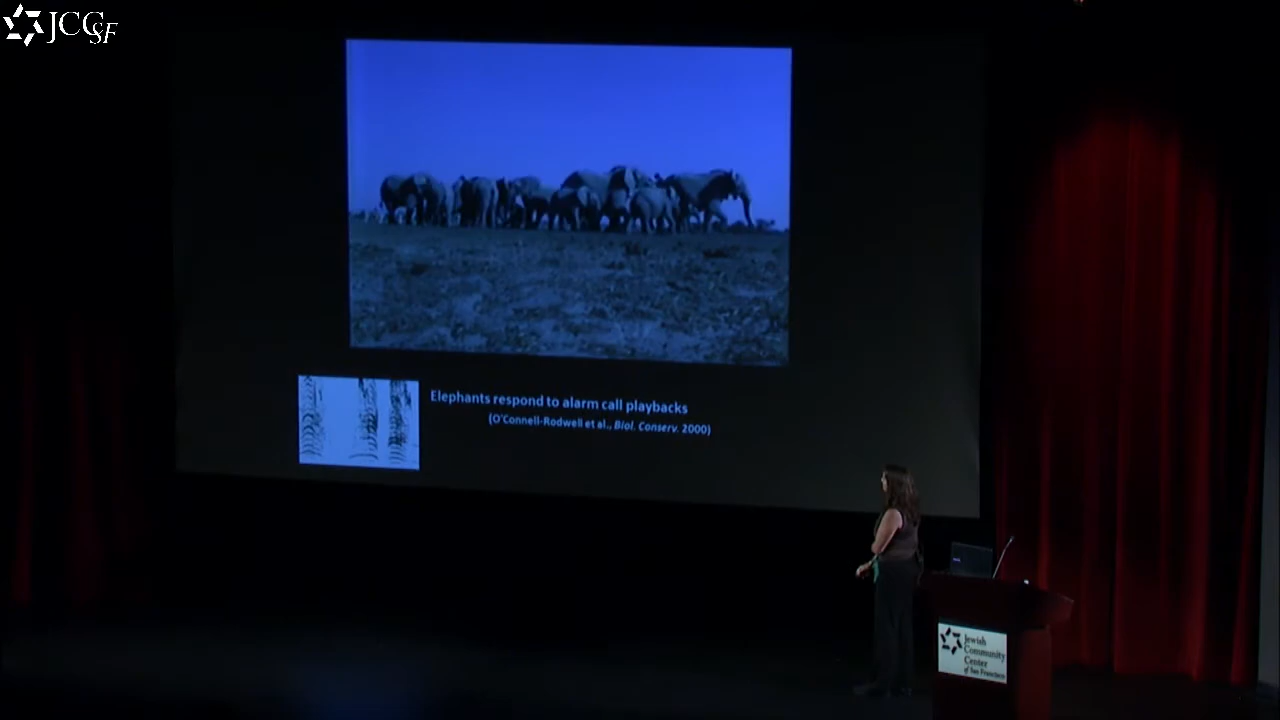 JCCSF
Elephants respond to alarm call playbacks
(O'Connell-Rodwell et al., Biol. Conserv. 2000)
Jewish
Community
Center
of San Francisco